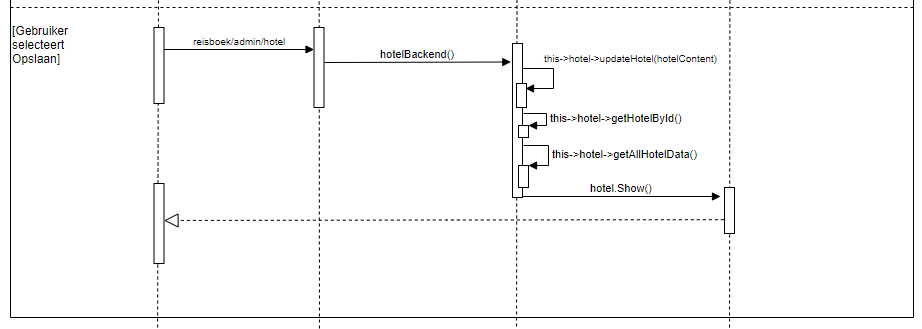 [Gebruiker
selecteert
Opslaan]
reisboek/admin/hotel
hotelBackend()
this->hotel->updateHotel(hotelContent)
this->hotel->getHotelById()
this->hotel->getAllHotelData()
hotel.Show()